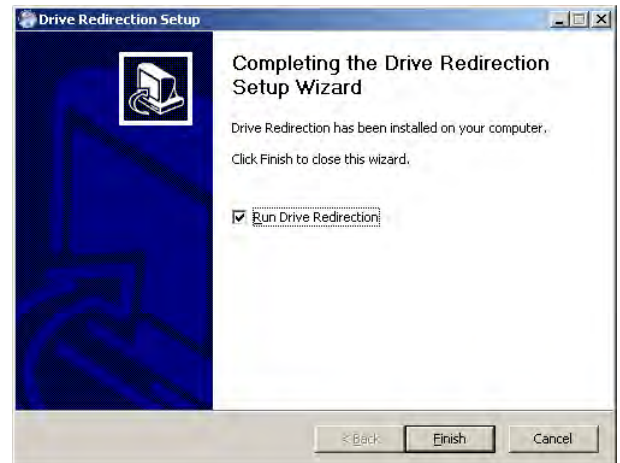 Drive Redirection Setup
Completing the Drive Redirection
Setup Wizard
Drive Redirection has been installed on your computer.
Click Finish to close this wizard.
Run Drive Redirection
< Back
Finish
Cancel